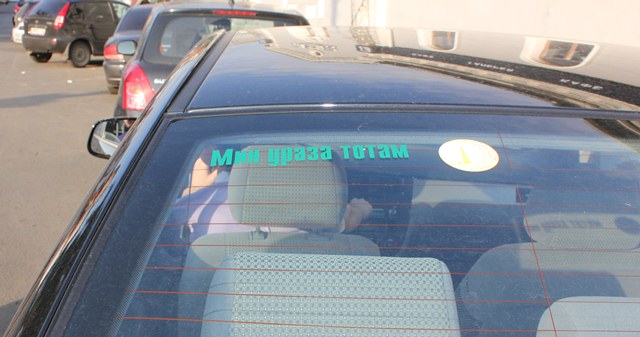 Мин ураза тотам